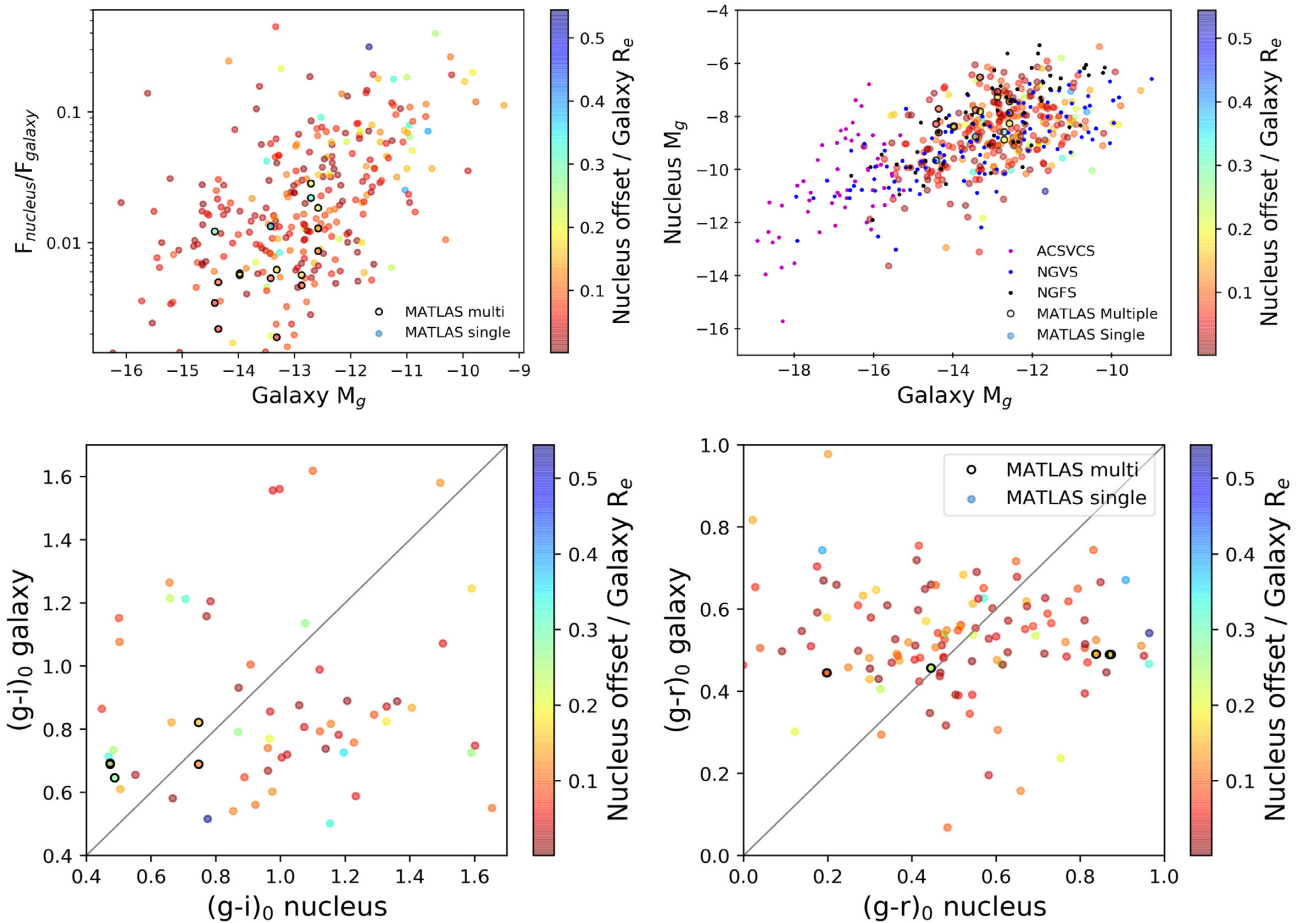 0.1
0.01
F_nucleus/F_galaxy
−16 −15 −14 −13 −12 −11 −10 −9
Galaxy M_g
MATLAS multi
MATLAS single
0.5
0.4
0.3
0.2
0.1
Nucleus offset / Galaxy R_e
−4
−6
−8
−10
−12
−14
−16
Nucleus M_g
−18 −16 −14 −12 −10
Galaxy M_g
ACSVCS
NGVS
NGFS
MATLAS Multiple
MATLAS Single
0.5
0.4
0.3
0.2
0.1
Nucleus offset / Galaxy R_e
1.6
1.4
1.2
1.0
0.8
0.6
0.4
(g-i)_0 galaxy
0.4 0.6 0.8 1.0 1.2 1.4 1.6
(g-i)_0 nucleus
0.5
0.4
0.3
0.2
0.1
Nucleus offset / Galaxy R_e
1.0
0.8
0.6
0.4
0.2
0.0
(g-r)_0 galaxy
0.0 0.2 0.4 0.6 0.8 1.0
(g-r)_0 nucleus
MATLAS multi
MATLAS single
0.5
0.4
0.3
0.2
0.1
Nucleus offset / Galaxy R_e